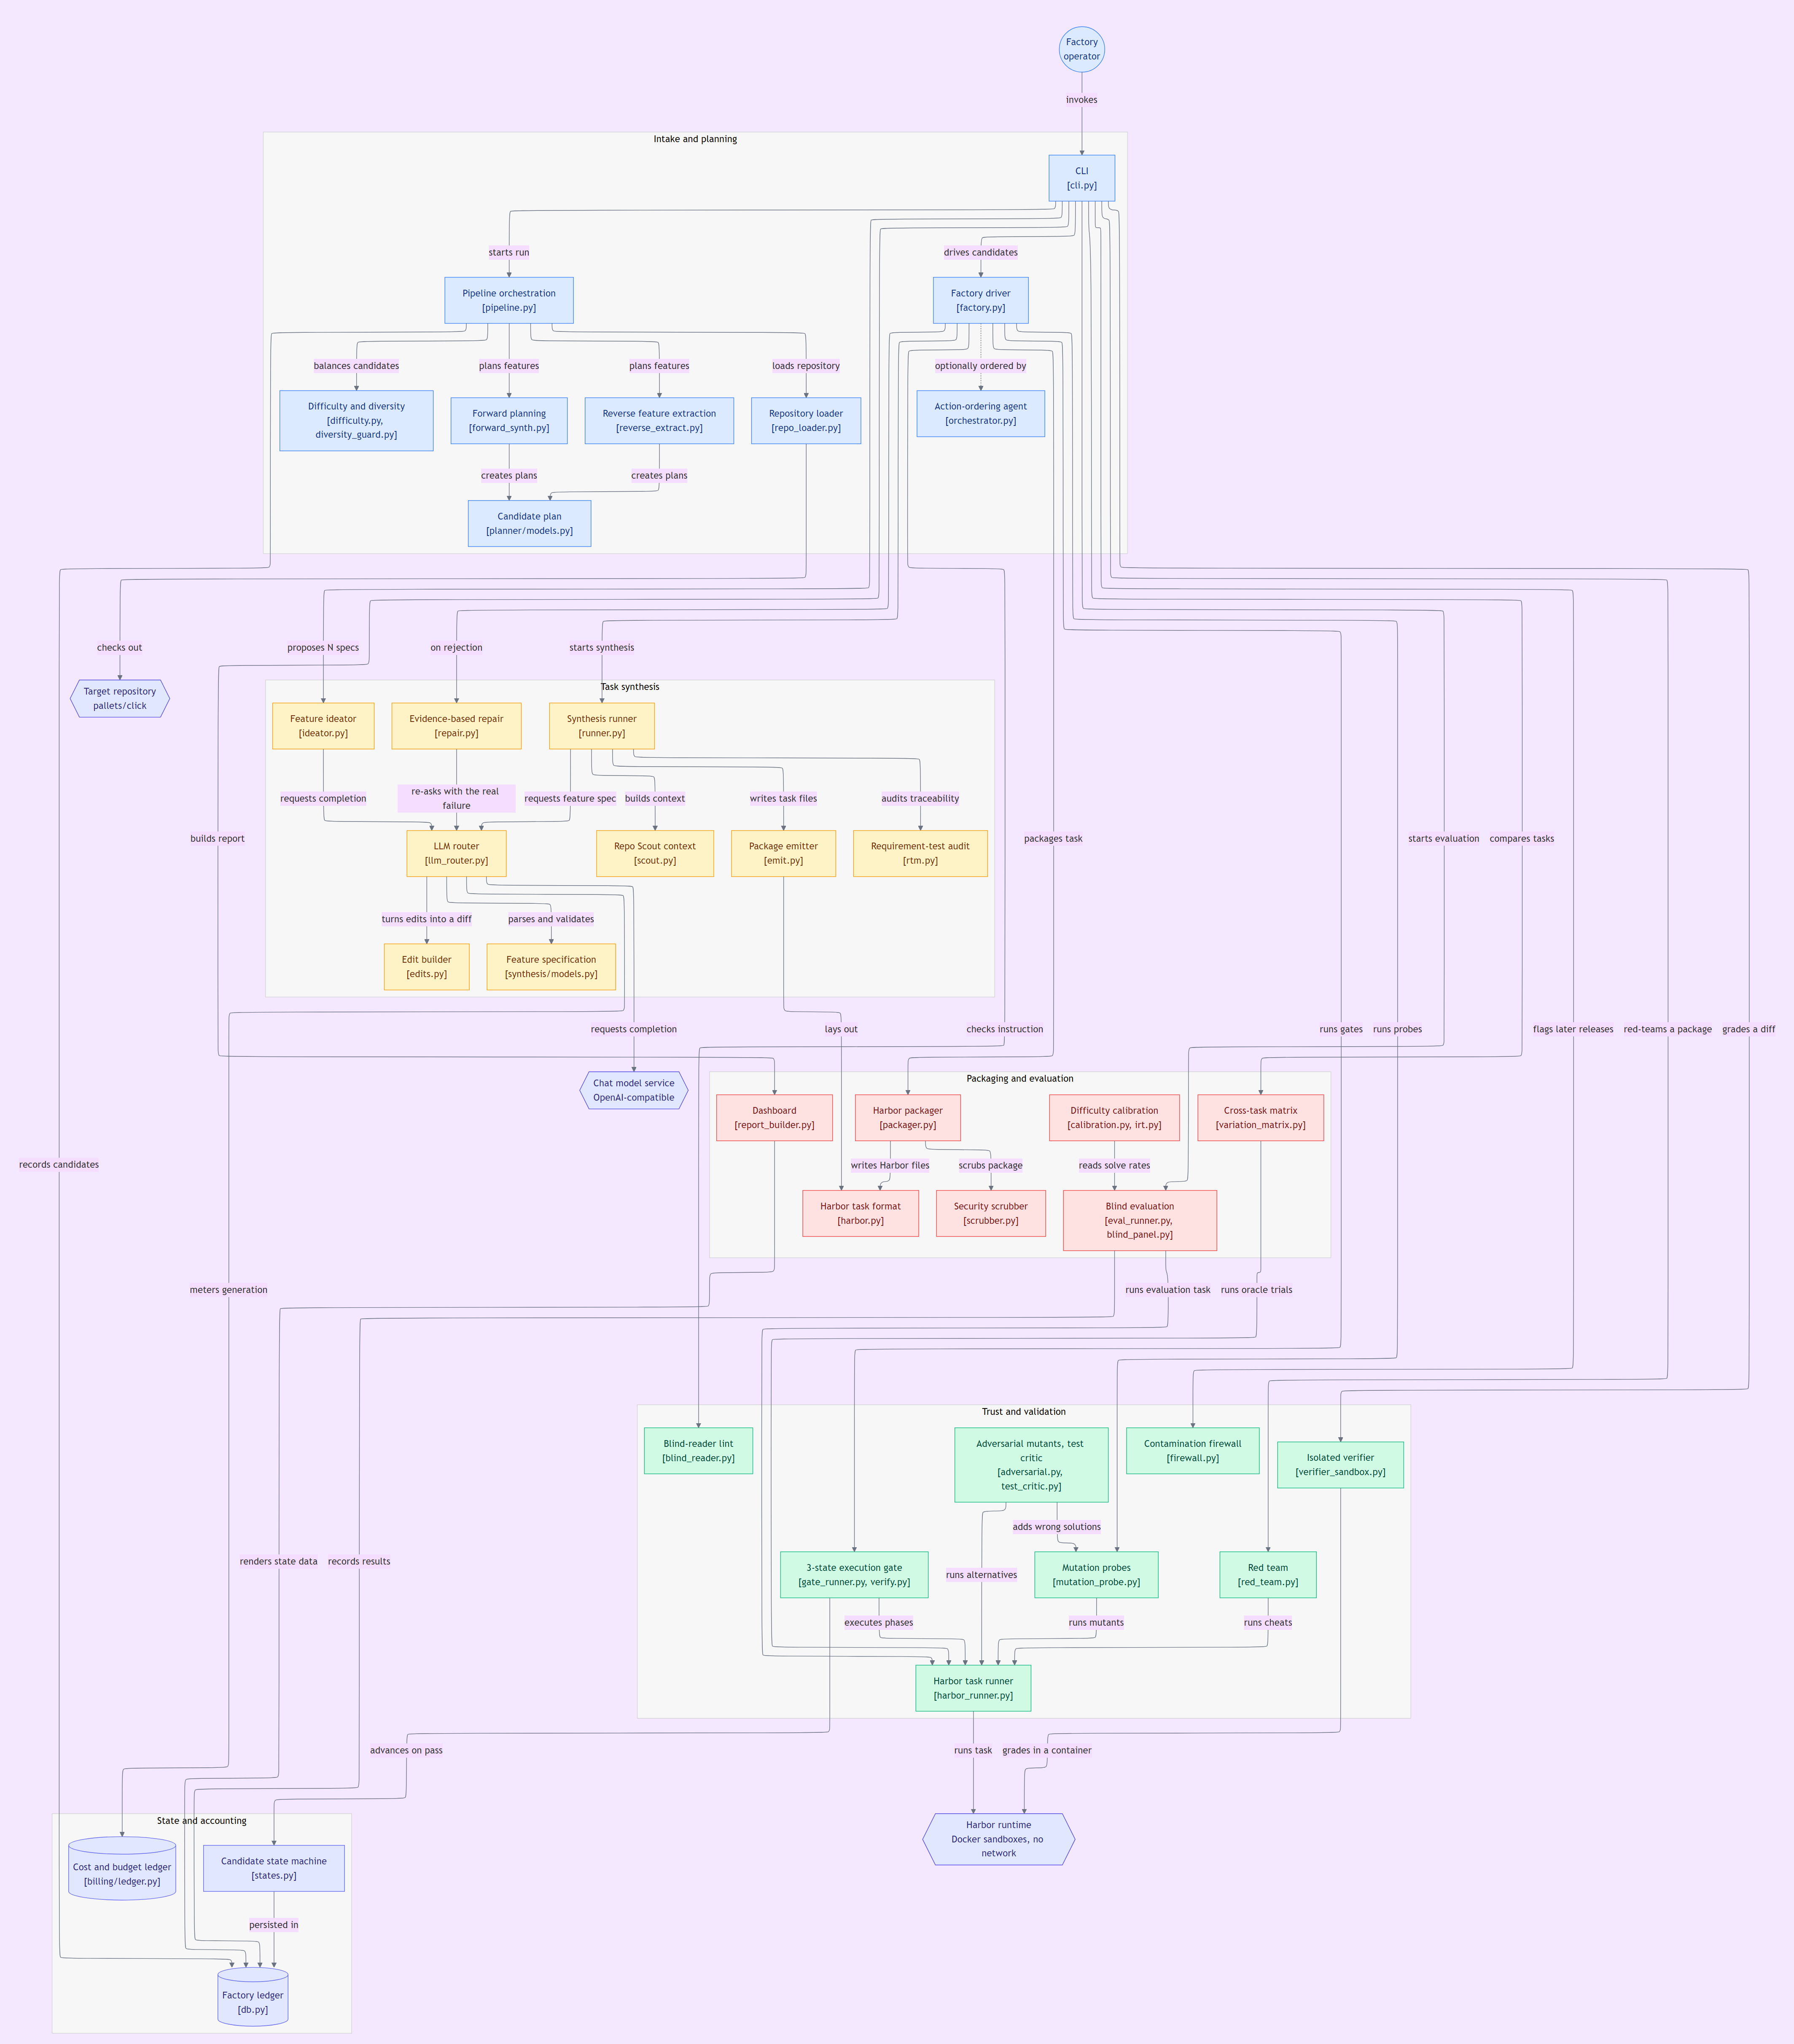 Factory
operator
invokes
Intake and planning
CLI
[cli.py]
starts run
drives candidates
Pipeline orchestration
[pipeline.py]
Factory driver
[factory.py]
balances candidates
plans features
plans features
loads repository
optionally ordered by
Difficulty and diversity
[difficulty.py,
diversity_guard.py]
Forward planning
[forward_synth.py]
Reverse feature extraction
[reverse_extract.py]
Repository loader
[repo_loader.py]
Action-ordering agent
[orchestrator.py]
creates plans
creates plans
Candidate plan
[planner/models.py]
checks out
proposes N specs
on rejection
starts synthesis
Target repository
pallets/click
Task synthesis
Feature ideator
[ideator.py]
Evidence-based repair
[repair.py]
Synthesis runner
[runner.py]
requests completion
re-asks with the real
failure
requests feature spec
builds context
writes task files
audits traceability
builds report
packages task
starts evaluation
compares tasks
LLM router
[llm_router.py]
Repo Scout context
[scout.py]
Package emitter
[emit.py]
Requirement-test audit
[rtm.py]
turns edits into a diff
parses and validates
Edit builder
[edits.py]
Feature specification
[synthesis/models.py]
requests completion
lays out
checks instruction
runs gates
runs probes
flags later releases
red-teams a package
grades a diff
Chat model service
OpenAI-compatible
Packaging and evaluation
Dashboard
[report_builder.py]
Harbor packager
[packager.py]
Difficulty calibration
[calibration.py, irt.py]
Cross-task matrix
[variation_matrix.py]
records candidates
writes Harbor files
scrubs package
reads solve rates
Harbor task format
[harbor.py]
Security scrubber
[scrubber.py]
Blind evaluation
[eval_runner.py,
blind_panel.py]
meters generation
runs evaluation task
runs oracle trials
Trust and validation
Blind-reader lint
[blind_reader.py]
Adversarial mutants, test
critic
[adversarial.py,
test_critic.py]
Contamination firewall
[firewall.py]
Isolated verifier
[verifier_sandbox.py]
adds wrong solutions
renders state data
records results
runs alternatives
3-state execution gate
[gate_runner.py, verify.py]
Mutation probes
[mutation_probe.py]
Red team
[red_team.py]
executes phases
runs mutants
runs cheats
Harbor task runner
[harbor_runner.py]
advances on pass
runs task
grades in a container
State and accounting
Harbor runtime
Docker sandboxes, no
network
Cost and budget ledger
[billing/ledger.py]
Candidate state machine
[states.py]
persisted in
Factory ledger
[db.py]